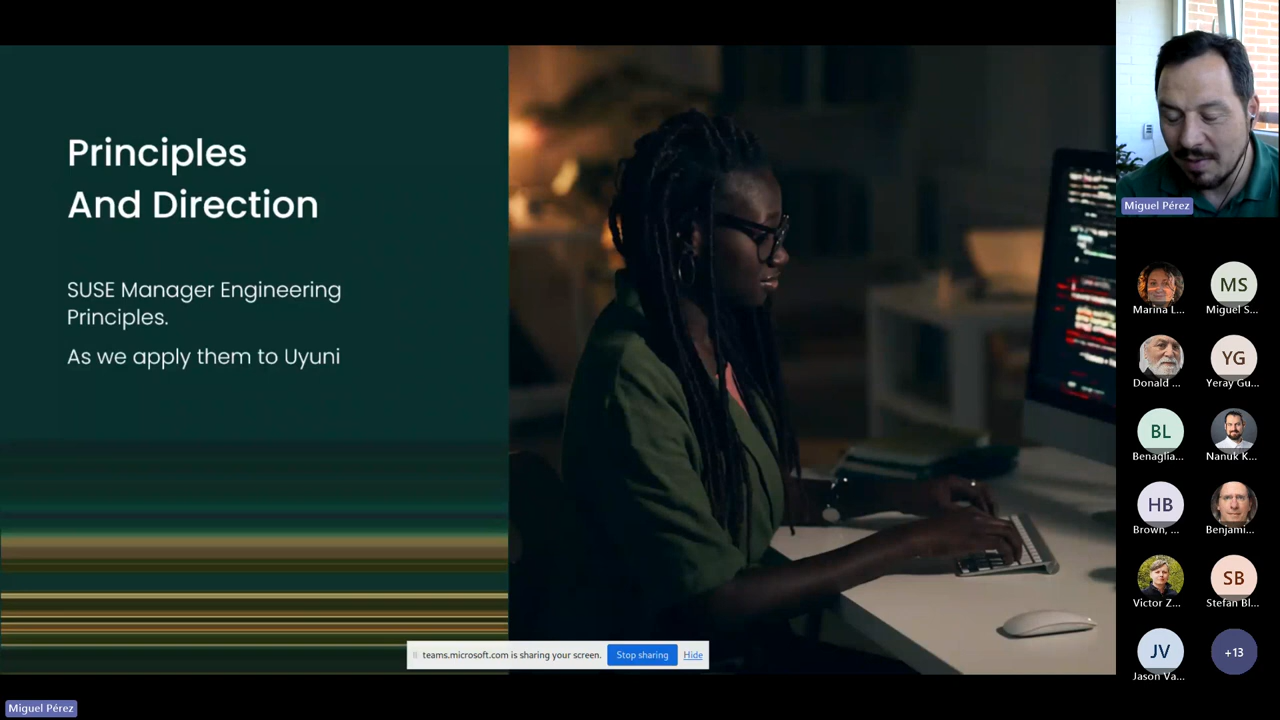 Principles
And Direction
SUSE Manager Engineering
Principles.
As we apply them to Uyuni
teams.microsoft.com is sharing your screen.
Stop sharing
Hide
Miguel Pérez
Miguel Pérez
Marina L...
MS
Miguel S...
Donald ...
YG
Yeray Gu...
BL
Benaglia...
Nanuk K...
HB
Brown, ...
Benjami...
Victor Z...
SB
Stefan Bl...
JV
Jason Va...
+13